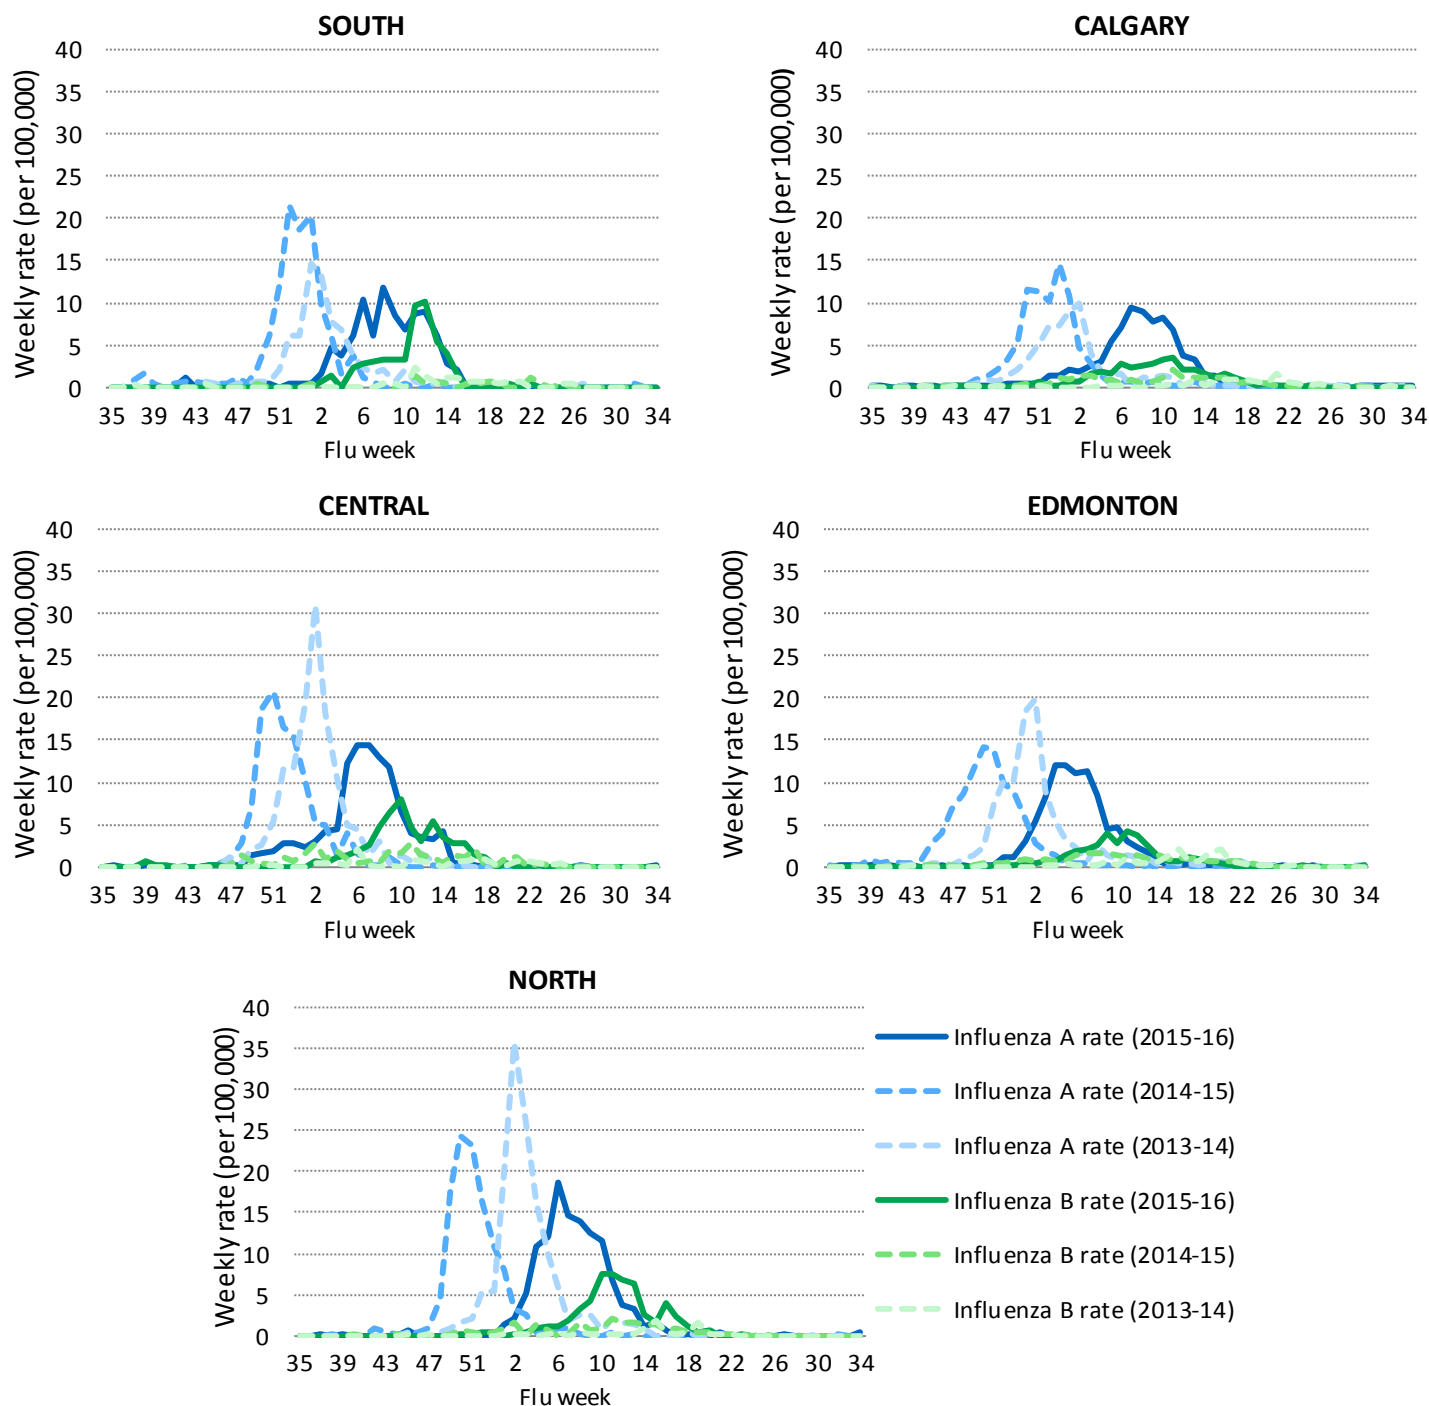 SOUTH
Weekly rate (per 100,000)
40
35
30
25
20
15
10
5
0
35 39 43 47 51 2 6 10 14 18 22 26 30 34
Flu week
CALGARY
Weekly rate (per 100,000)
40
35
30
25
20
15
10
5
0
35 39 43 47 51 2 6 10 14 18 22 26 30 34
Flu week
CENTRAL
Weekly rate (per 100,000)
40
35
30
25
20
15
10
5
0
35 39 43 47 51 2 6 10 14 18 22 26 30 34
Flu week
EDMONTON
Weekly rate (per 100,000)
40
35
30
25
20
15
10
5
0
35 39 43 47 51 2 6 10 14 18 22 26 30 34
Flu week
NORTH
Weekly rate (per 100,000)
40
35
30
25
20
15
10
5
0
35 39 43 47 51 2 6 10 14 18 22 26 30 34
Flu week
Influenza A rate (2015-16)
Influenza A rate (2014-15)
Influenza A rate (2013-14)
Influenza B rate (2015-16)
Influenza B rate (2014-15)
Influenza B rate (2013-14)